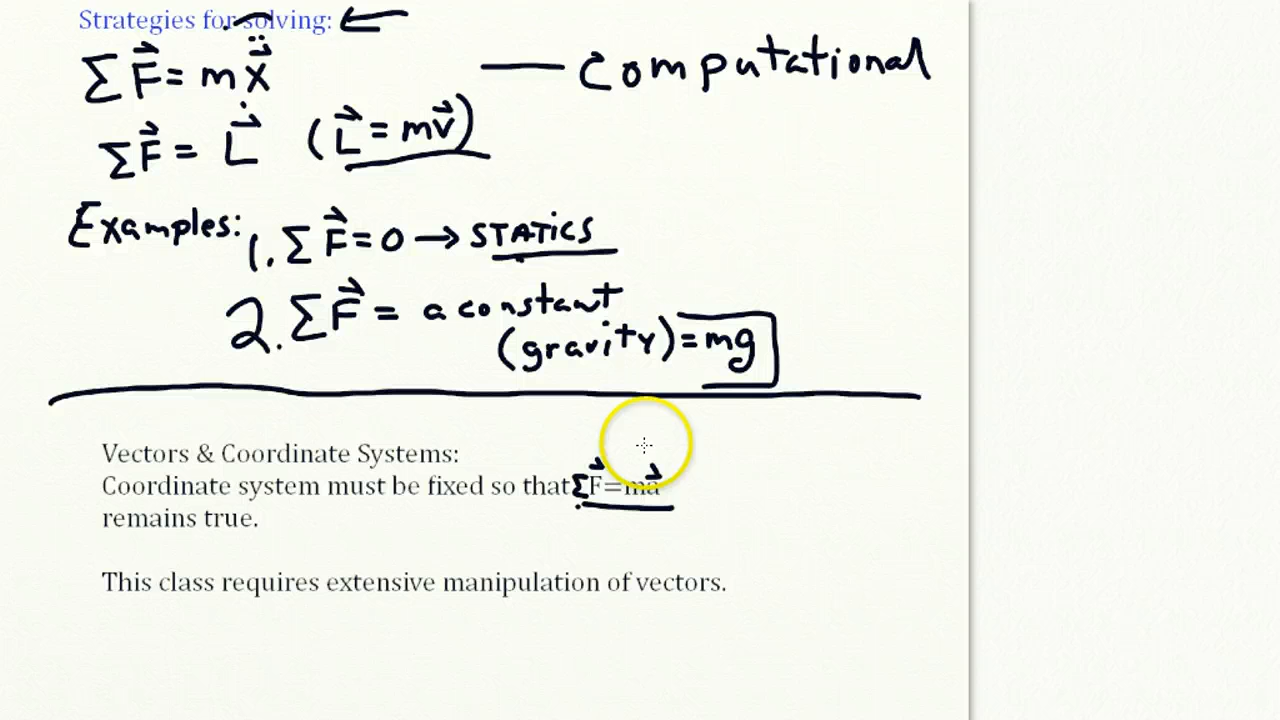 Strategies for solving:
ΣF⃗ = mẍ⃗ — Computational
ΣF⃗ = L⃗̇ (L⃗ = mv⃗)
Examples: 1. ΣF⃗ = 0 → STATICS
2. ΣF⃗ = a constant
(gravity) = mg
Vectors & Coordinate Systems:
Coordinate system must be fixed so that ΣF⃗=ma⃗
remains true.
This class requires extensive manipulation of vectors.